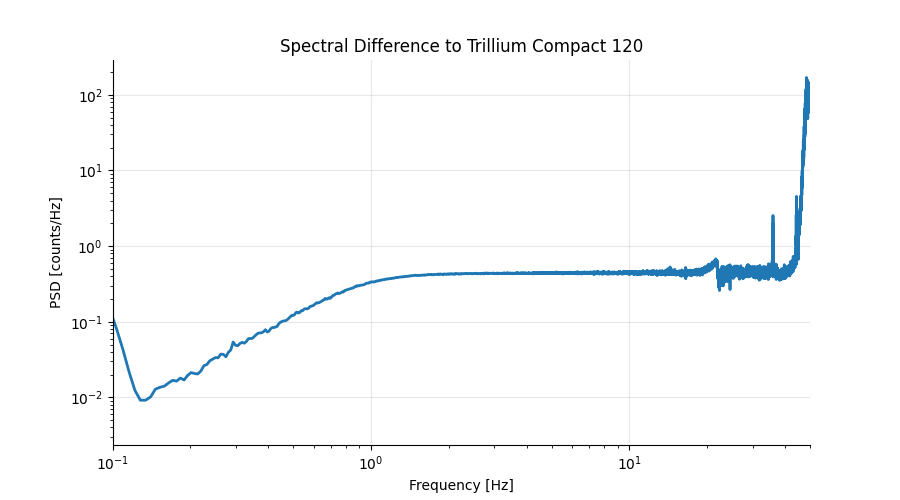 Spectral Difference to Trillium Compact 120
PSD [counts/Hz]
10²
10¹
10⁰
10⁻¹
10⁻²
10⁻¹ 10⁰ 10¹
Frequency [Hz]